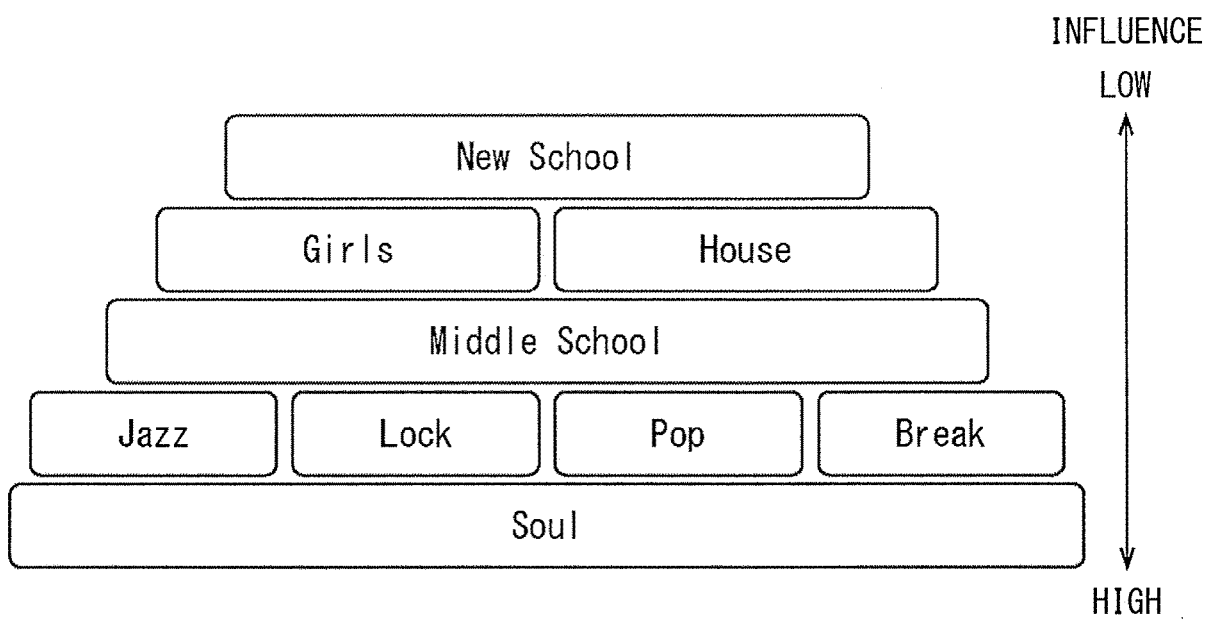 INFLUENCE
LOW
New School
Girls House
Middle School
Jazz Lock Pop Break
Soul
HIGH